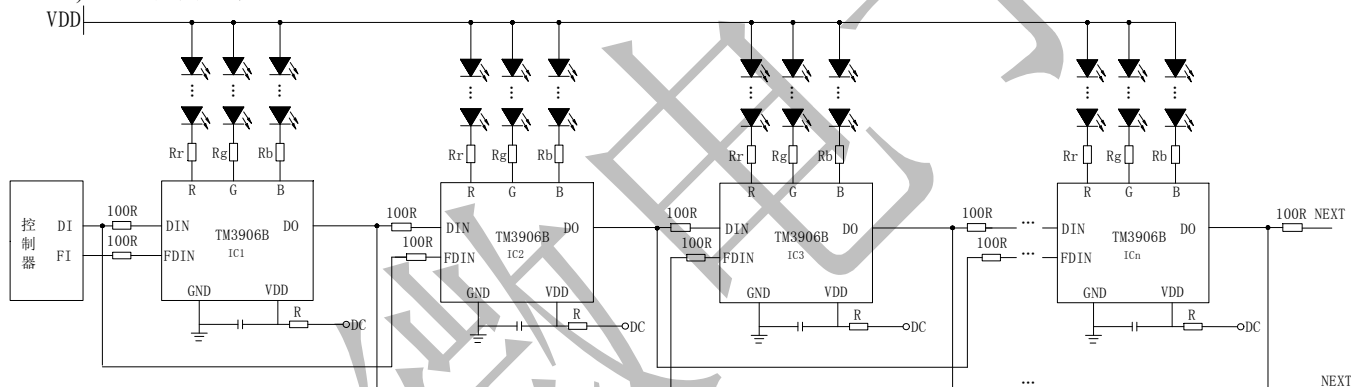 VDD
Rr Rg Rb Rr Rg Rb Rr Rg Rb Rr Rg Rb
R G B R G B R G B R G B
控制器 DI 100R DIN DO 100R DIN DO 100R DIN DO 100R ... DIN DO 100R NEXT
TM3906B TM3906B TM3906B TM3906B
FI 100R FDIN IC1 100R FDIN IC2 100R FDIN IC3 100R ... FDIN ICn
GND VDD GND VDD GND VDD GND VDD
R DC R DC R DC R DC
... NEXT